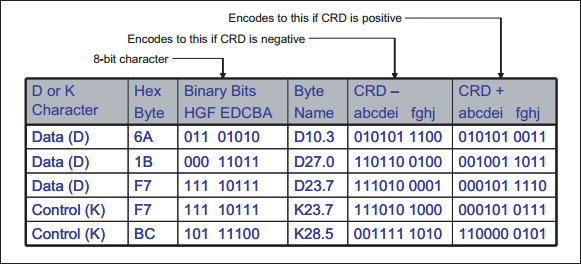 Encodes to this if CRD is positive
Encodes to this if CRD is negative
8-bit character
D or K Character Hex Byte Binary Bits HGF EDCBA Byte Name CRD – abcdei fghj CRD + abcdei fghj
Data (D) 6A 011 01010 D10.3 010101 1100 010101 0011
Data (D) 1B 000 11011 D27.0 110110 0100 001001 1011
Data (D) F7 111 10111 D23.7 111010 0001 000101 1110
Control (K) F7 111 10111 K23.7 111010 1000 000101 0111
Control (K) BC 101 11100 K28.5 001111 1010 110000 0101